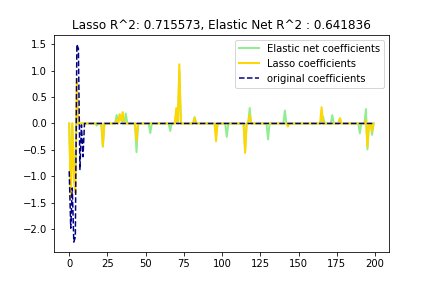 Lasso R^2: 0.715573, Elastic Net R^2 : 0.641836
Elastic net coefficients
Lasso coefficients
original coefficients
1.5
1.0
0.5
0.0
−0.5
−1.0
−1.5
−2.0
0 25 50 75 100 125 150 175 200